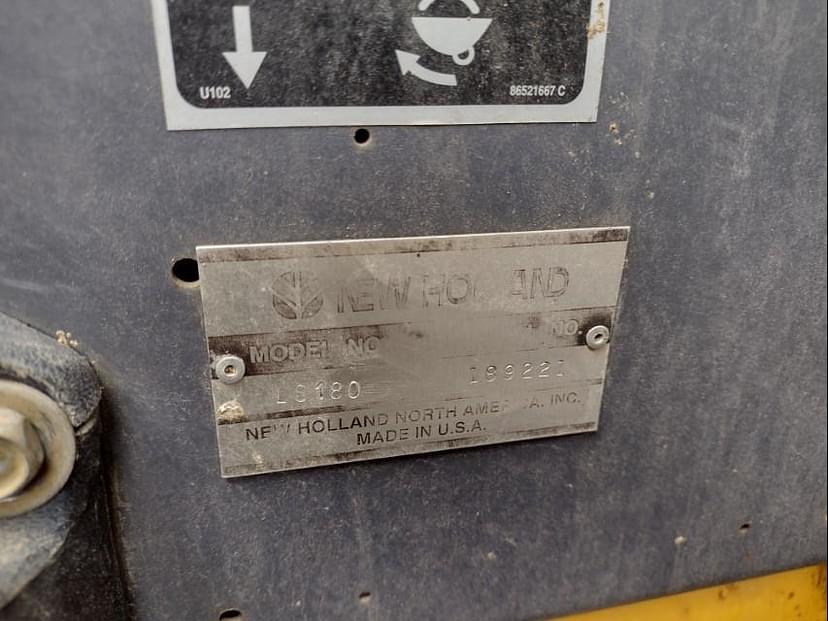 U102
86521667 C
NEW HOLLAND
MODEL NO.
NO.
LS180
189221
NEW HOLLAND NORTH AMERICA, INC.
MADE IN U.S.A.